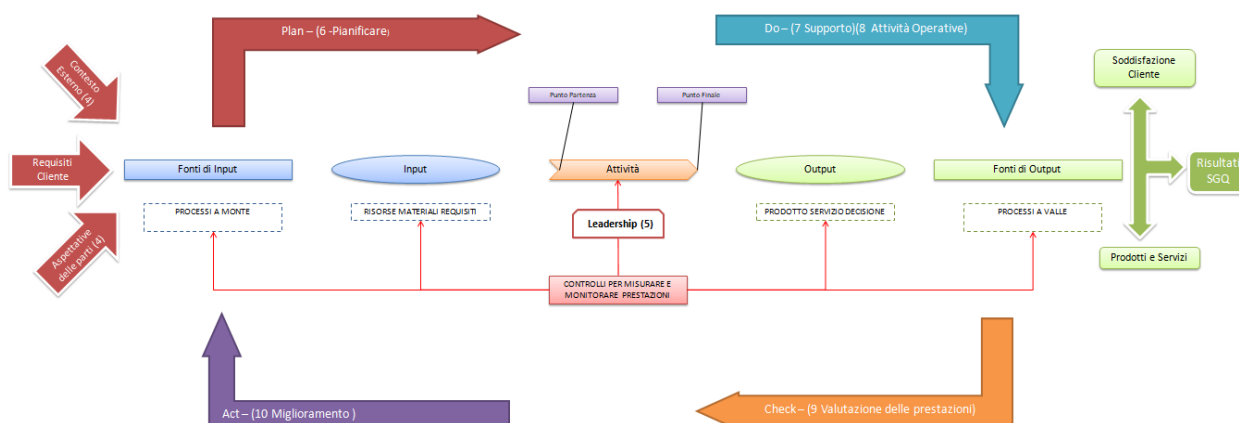 Plan – (6 -Pianificare)
Do – (7 Supporto)(8 Attività Operative)
Contesto
Esterno (4)
Soddisfazione
Cliente
Punto Partenza
Punto Finale
Requisiti
Cliente
Fonti di Input
Input
Attività
Output
Fonti di Output
Risultati
SGQ
PROCESSI A MONTE
RISORSE MATERIALI REQUISITI
Leadership (5)
PRODOTTO SERVIZIO DECISIONE
PROCESSI A VALLE
Aspettative
delle parti (4)
Prodotti e Servizi
CONTROLLI PER MISURARE E
MONITORARE PRESTAZIONI
Act – (10 Miglioramento )
Check – (9 Valutazione delle prestazioni)